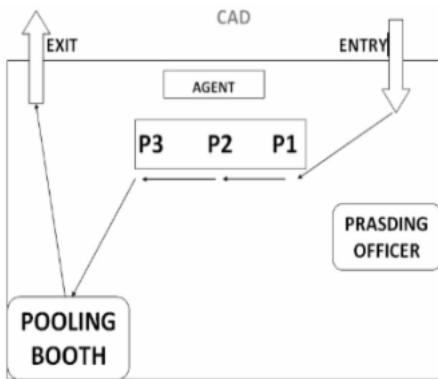 CAD
EXIT
ENTRY
AGENT
P3 P2 P1
PRASDING
OFFICER
POOLING
BOOTH